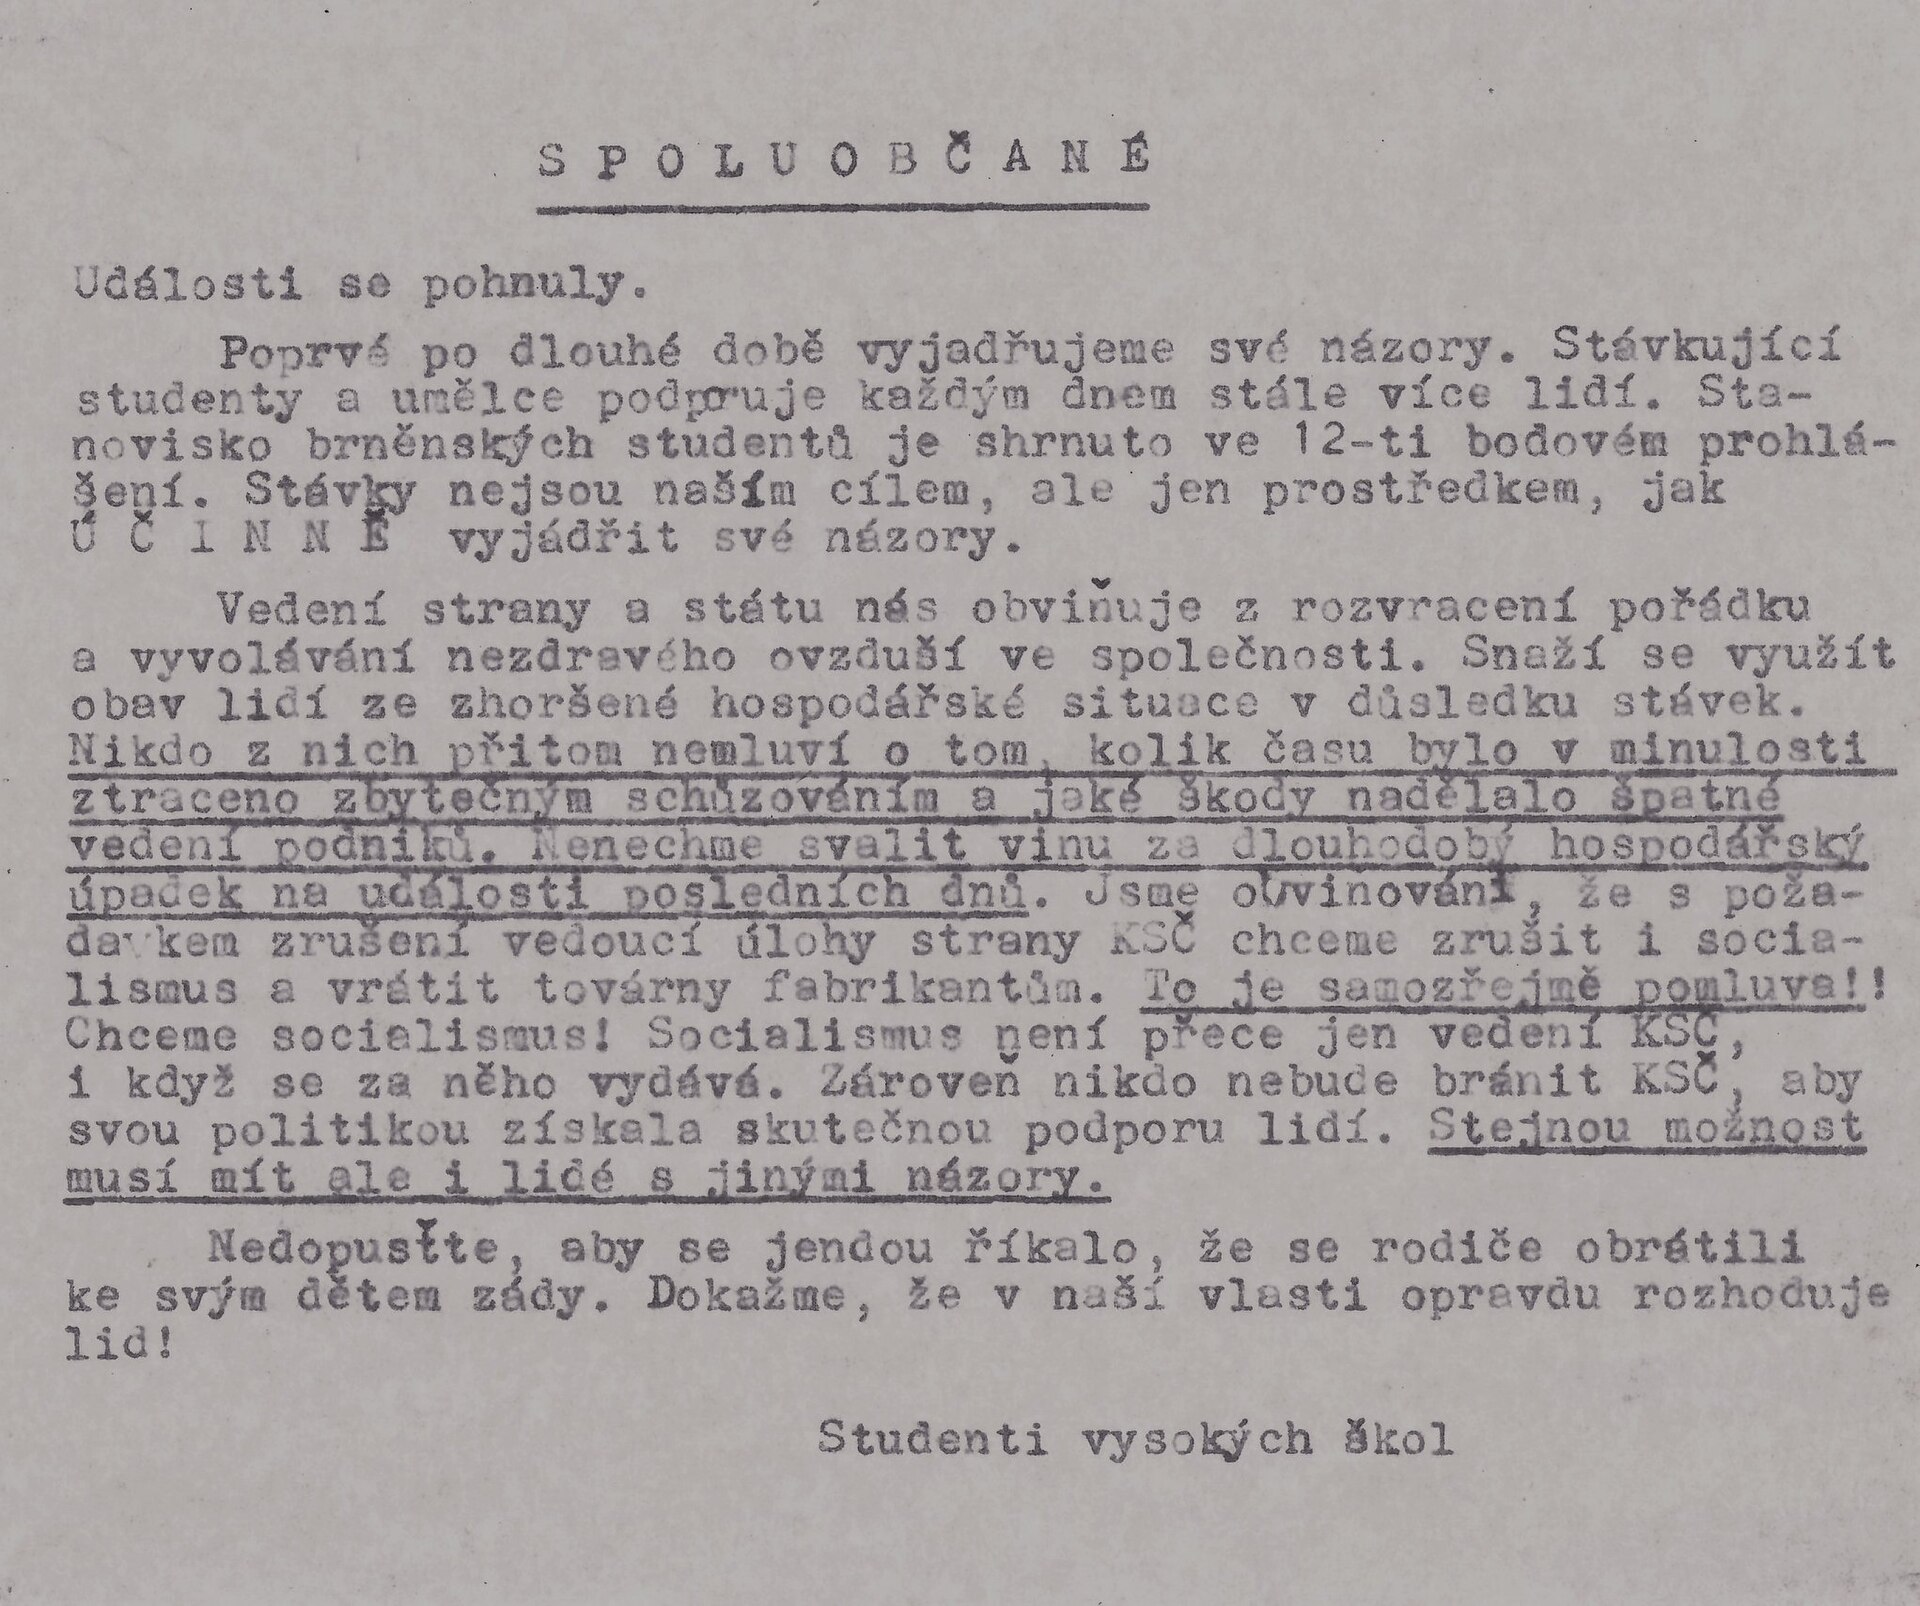 S P O L U O B Č A N É
Události se pohnuly.
Poprvé po dlouhé době vyjadřujeme své názory. Stávkující
studenty a umělce podporuje každým dnem stále více lidí. Sta-
novisko brněnských studentů je shrnuto ve 12-ti bodovém prohlá-
šení. Stávky nejsou naším cílem, ale jen prostředkem, jak
Ú Č I N N Ě vyjádřit své názory.
Vedení strany a státu nás obviňuje z rozvracení pořádku
a vyvolávání nezdravého ovzduší ve společnosti. Snaží se využít
obav lidí ze zhoršené hospodářské situace v důsledku stávek.
Nikdo z nich přitom nemluví o tom, kolik času bylo v minulosti
ztraceno zbytečným schůzováním a jaké škody nadělalo špatné
vedení podniků. Nenechme svalit vinu za dlouhodobý hospodářský
úpadek na události posledních dnů. Jsme obviňováni, že s poža-
davkem zrušení vedoucí úlohy strany KSČ chceme zrušit i socia-
lismus a vrátit továrny fabrikantům. To je samozřejmě pomluva!!
Chceme socialismus! Socialismus není přece jen vedení KSČ,
i když se za něho vydává. Zároveň nikdo nebude bránit KSČ, aby
svou politikou získala skutečnou podporu lidí. Stejnou možnost
musí mít ale i lidé s jinými názory.
Nedopusťte, aby se jendou říkalo, že se rodiče obrátili
ke svým dětem zády. Dokažme, že v naší vlasti opravdu rozhoduje
lid!
Studenti vysokých škol